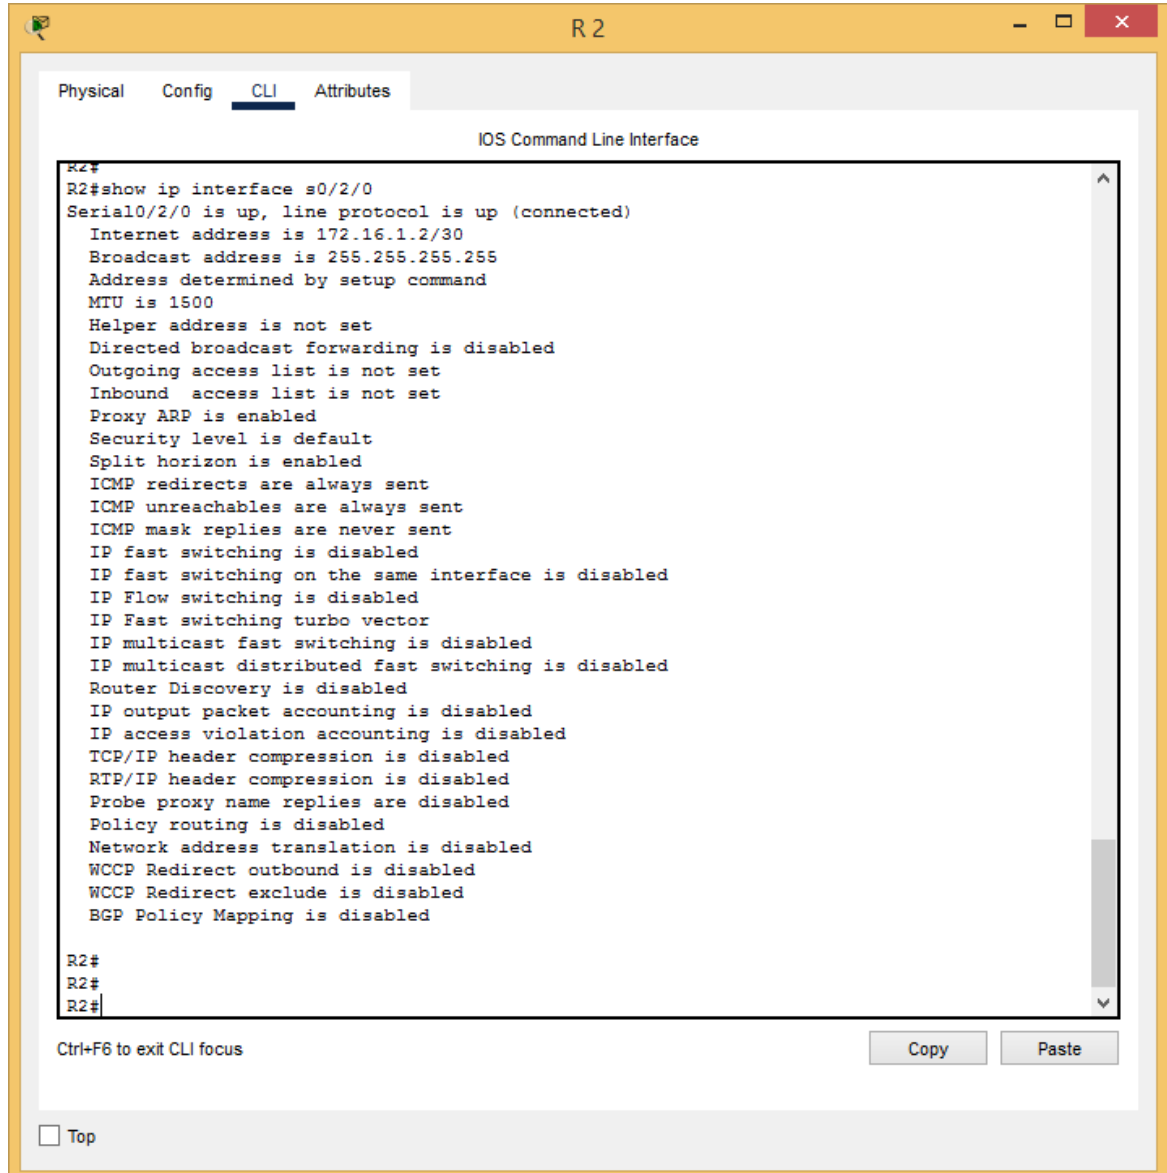 R 2
Physical Config CLI Attributes
IOS Command Line Interface
R2#
R2#show ip interface s0/2/0
Serial0/2/0 is up, line protocol is up (connected)
  Internet address is 172.16.1.2/30
  Broadcast address is 255.255.255.255
  Address determined by setup command
  MTU is 1500
  Helper address is not set
  Directed broadcast forwarding is disabled
  Outgoing access list is not set
  Inbound  access list is not set
  Proxy ARP is enabled
  Security level is default
  Split horizon is enabled
  ICMP redirects are always sent
  ICMP unreachables are always sent
  ICMP mask replies are never sent
  IP fast switching is disabled
  IP fast switching on the same interface is disabled
  IP Flow switching is disabled
  IP Fast switching turbo vector
  IP multicast fast switching is disabled
  IP multicast distributed fast switching is disabled
  Router Discovery is disabled
  IP output packet accounting is disabled
  IP access violation accounting is disabled
  TCP/IP header compression is disabled
  RTP/IP header compression is disabled
  Probe proxy name replies are disabled
  Policy routing is disabled
  Network address translation is disabled
  WCCP Redirect outbound is disabled
  WCCP Redirect exclude is disabled
  BGP Policy Mapping is disabled
R2#
R2#
R2#
Ctrl+F6 to exit CLI focus Copy Paste
Top